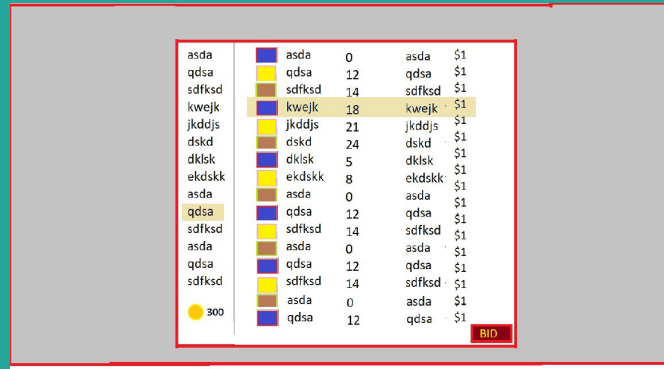 asda asda 0 asda $1
qdsa qdsa 12 qdsa $1
sdfksd sdfksd 14 sdfksd $1
kwejk kwejk 18 kwejk $1
jkddjs jkddjs 21 jkddjs $1
dskd dskd 24 dskd $1
dklsk dklsk 5 dklsk $1
ekdskk ekdskk 8 ekdskk $1
asda asda 0 asda $1
qdsa qdsa 12 qdsa $1
sdfksd sdfksd 14 sdfksd $1
asda asda 0 asda $1
qdsa qdsa 12 qdsa $1
sdfksd sdfksd 14 sdfksd $1
300 asda 0 asda $1
qdsa 12 qdsa $1
BID